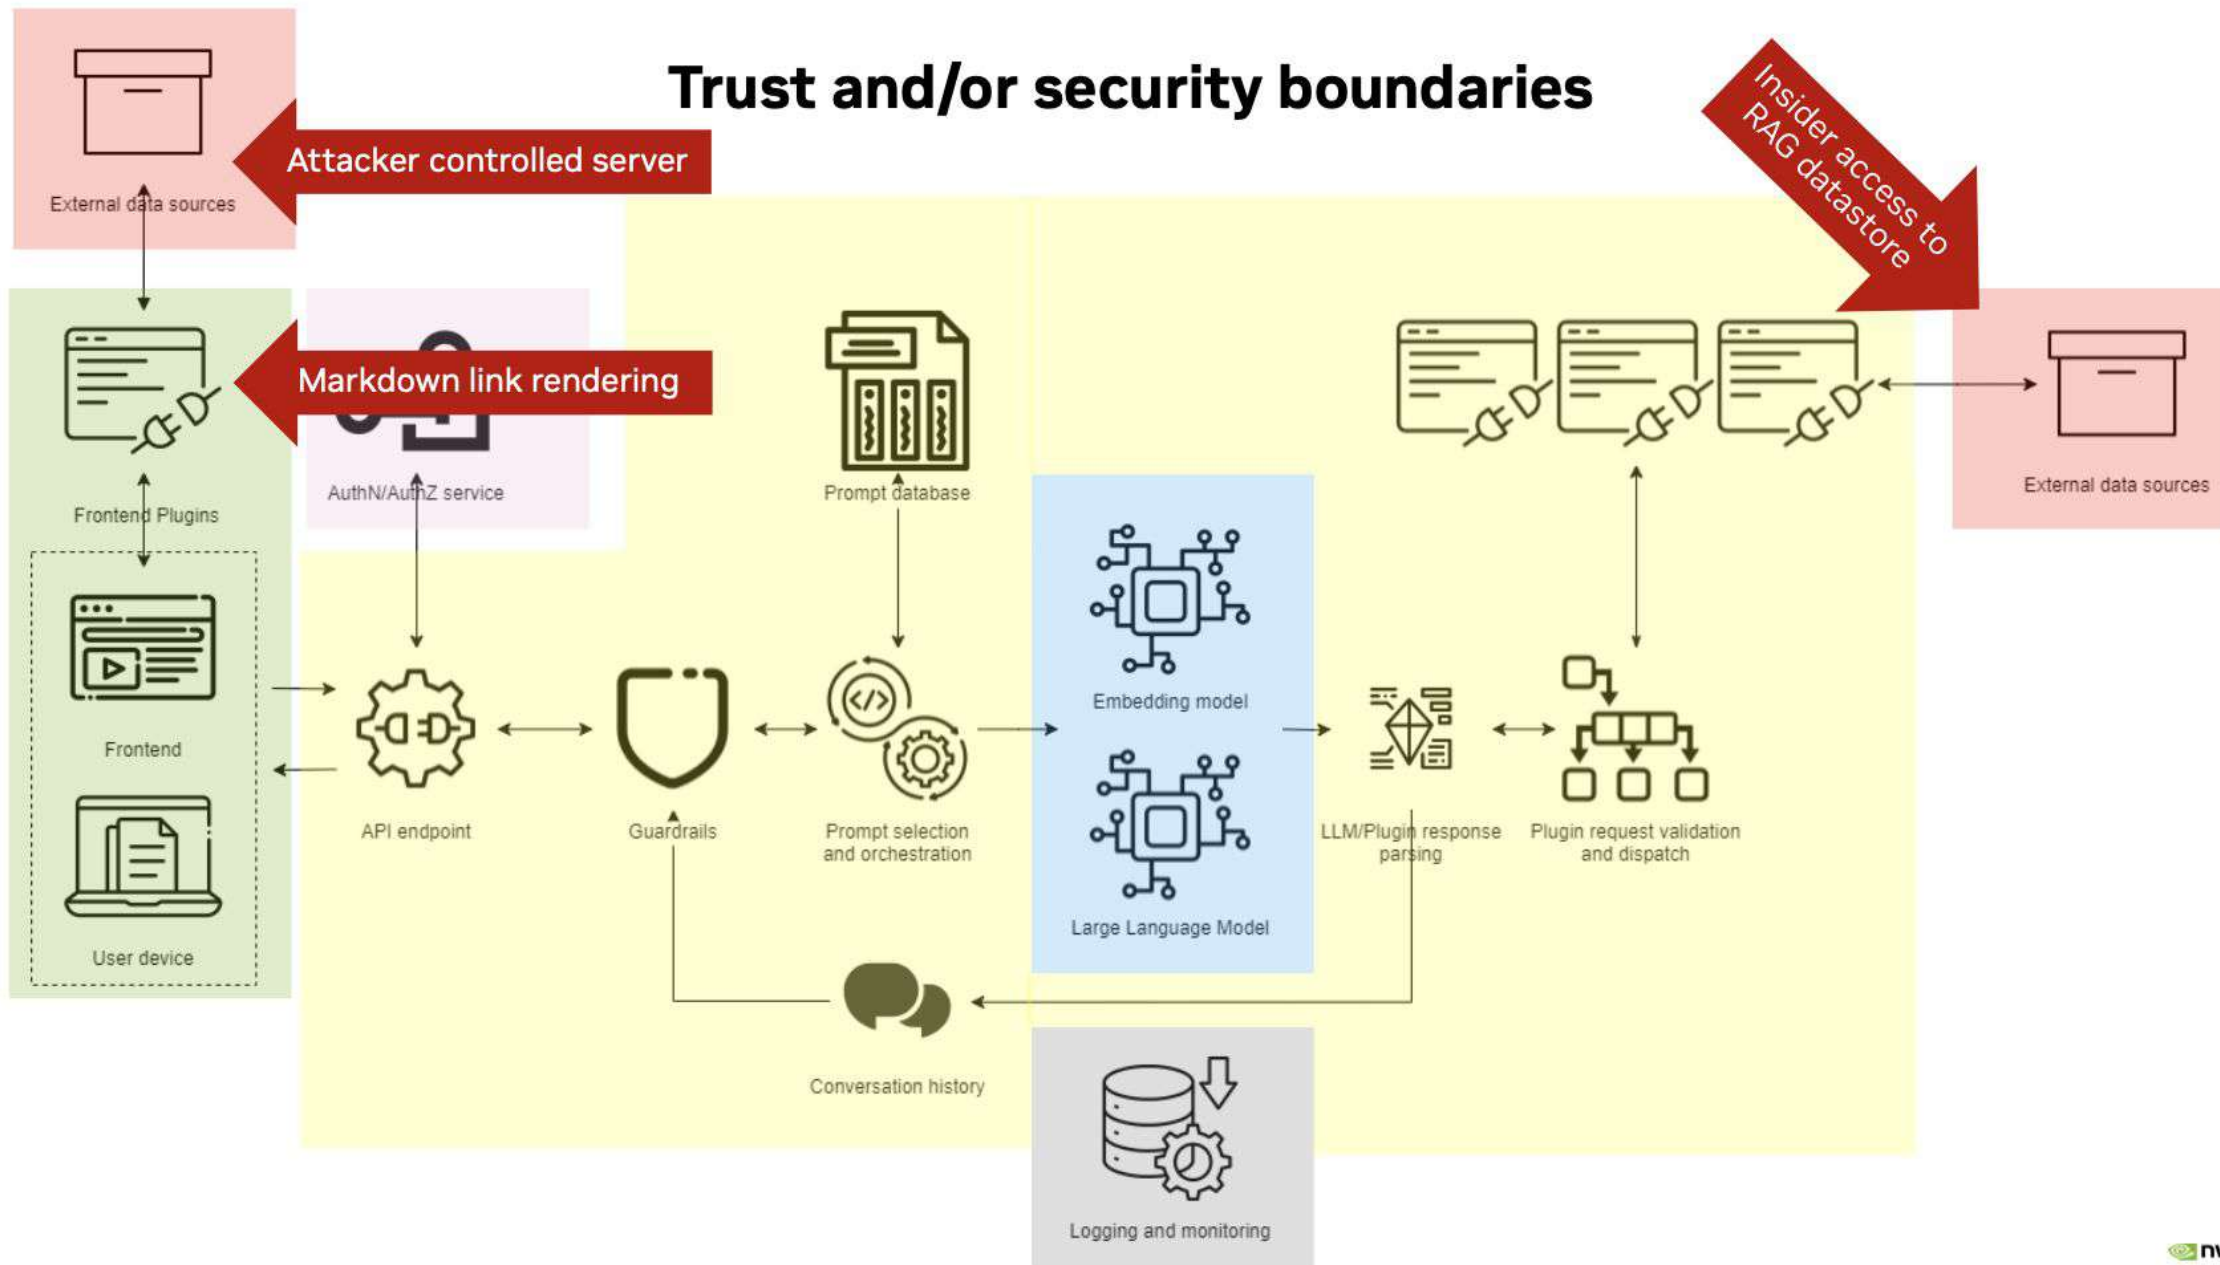 Trust and/or security boundaries
Insider access to
RAG datastore
Attacker controlled server
External data sources
Markdown link rendering
AuthN/AuthZ service
Prompt database
External data sources
Frontend Plugins
Embedding model
Frontend
API endpoint
Guardrails
Prompt selection
and orchestration
LLM/Plugin response
parsing
Plugin request validation
and dispatch
Large Language Model
User device
Conversation history
Logging and monitoring